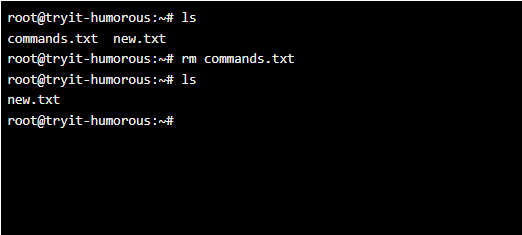 root@tryit-humorous:~# ls
commands.txt  new.txt
root@tryit-humorous:~# rm commands.txt
root@tryit-humorous:~# ls
new.txt
root@tryit-humorous:~#